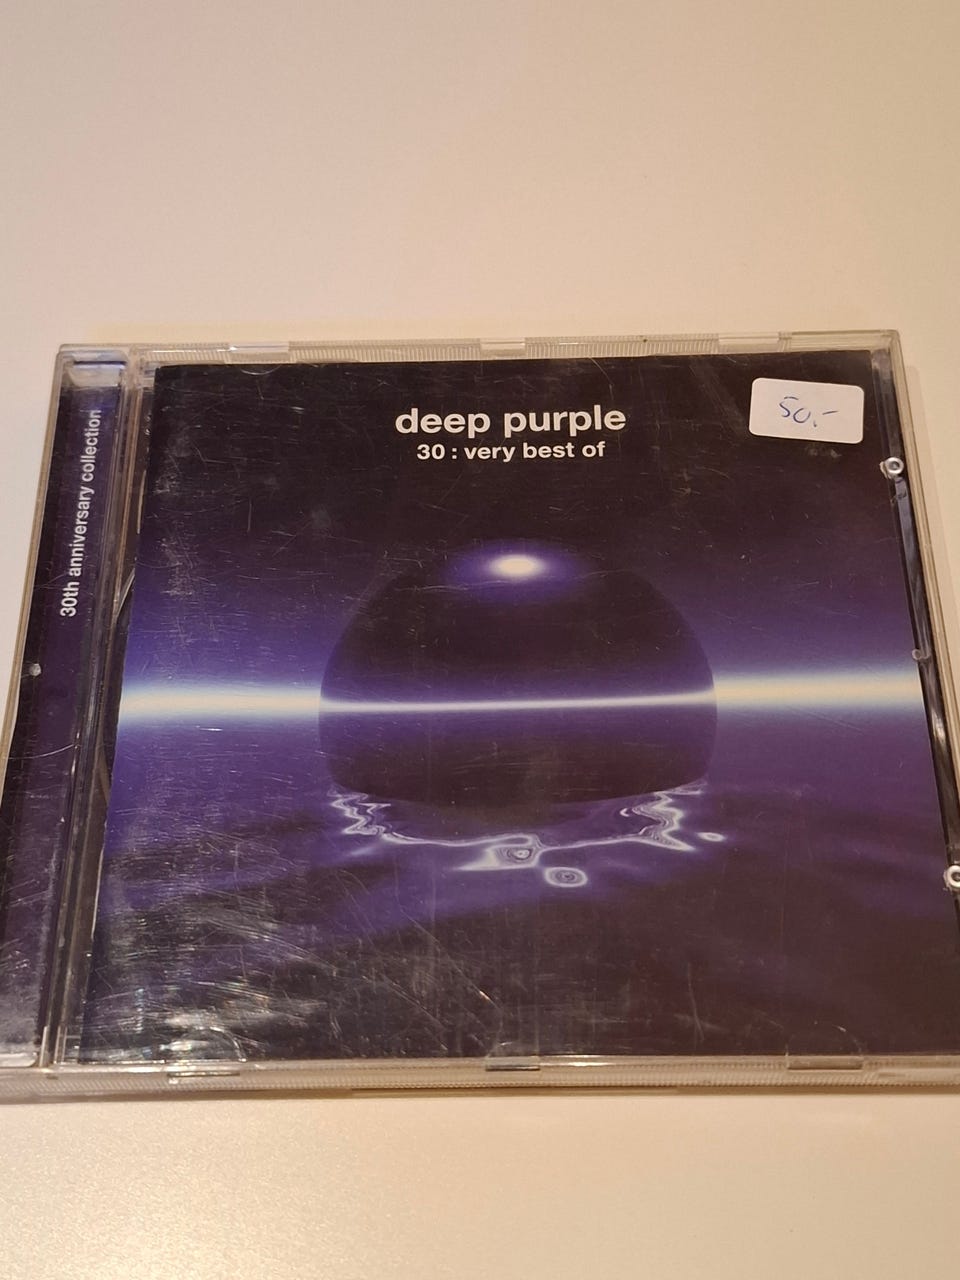 deep purple
30 : very best of
50,-
30th anniversary collection